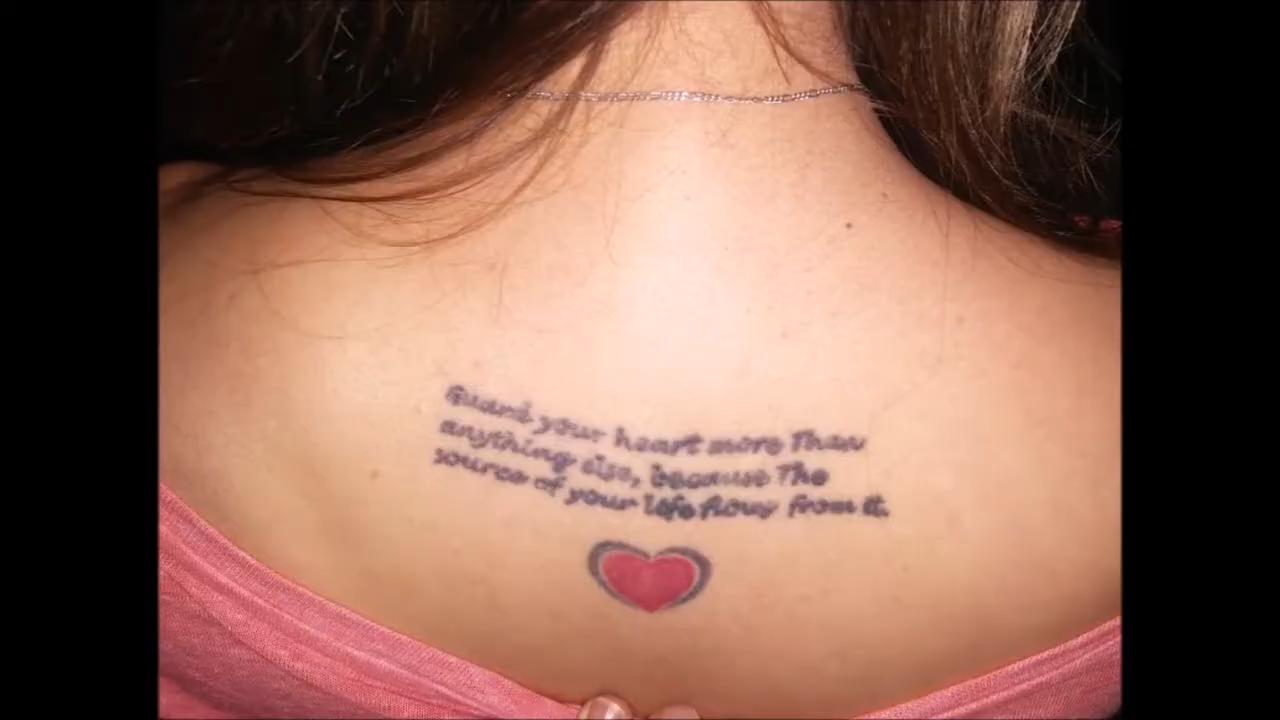 Guard your heart more Than
anything else, because The
source of your life flows from it.